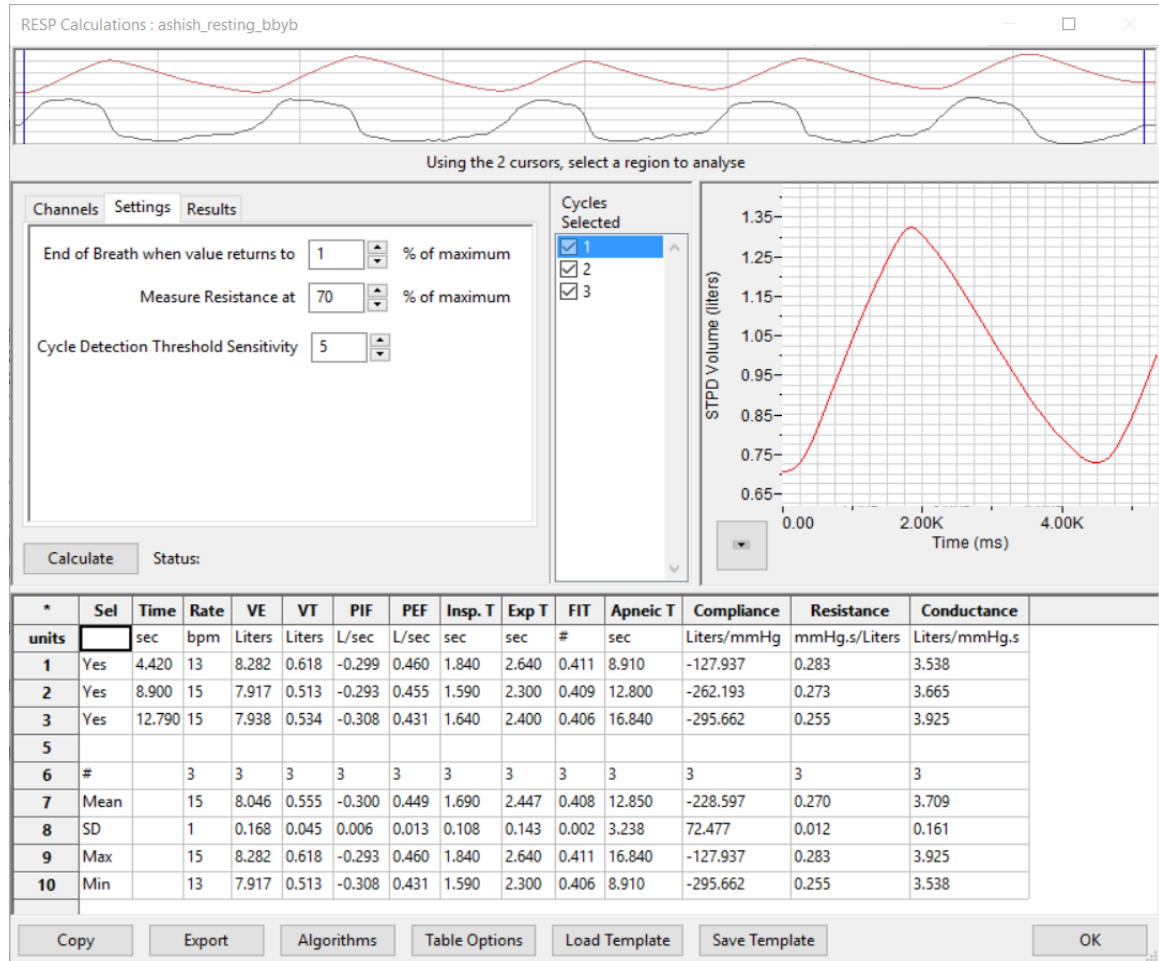 RESP Calculations : ashish_resting_bbyb
Using the 2 cursors, select a region to analyse
Channels Settings Results
End of Breath when value returns to 1 % of maximum
Measure Resistance at 70 % of maximum
Cycle Detection Threshold Sensitivity 5
Calculate Status:
Cycles
Selected
1
2
3
STPD Volume (liters)
1.35
1.25
1.15
1.05
0.95
0.85
0.75
0.65
0.00 2.00K 4.00K
Time (ms)
* Sel Time Rate VE VT PIF PEF Insp. T Exp T FIT Apneic T Compliance Resistance Conductance
units sec bpm Liters Liters L/sec L/sec sec sec # sec Liters/mmHg mmHg.s/Liters Liters/mmHg.s
1 Yes 4.420 13 8.282 0.618 -0.299 0.460 1.840 2.640 0.411 8.910 -127.937 0.283 3.538
2 Yes 8.900 15 7.917 0.513 -0.293 0.455 1.590 2.300 0.409 12.800 -262.193 0.273 3.665
3 Yes 12.790 15 7.938 0.534 -0.308 0.431 1.640 2.400 0.406 16.840 -295.662 0.255 3.925
5
6 # 3 3 3 3 3 3 3 3 3 3 3 3
7 Mean 15 8.046 0.555 -0.300 0.449 1.690 2.447 0.408 12.850 -228.597 0.270 3.709
8 SD 1 0.168 0.045 0.006 0.013 0.108 0.143 0.002 3.238 72.477 0.012 0.161
9 Max 15 8.282 0.618 -0.293 0.460 1.840 2.640 0.411 16.840 -127.937 0.283 3.925
10 Min 13 7.917 0.513 -0.308 0.431 1.590 2.300 0.406 8.910 -295.662 0.255 3.538
Copy Export Algorithms Table Options Load Template Save Template OK